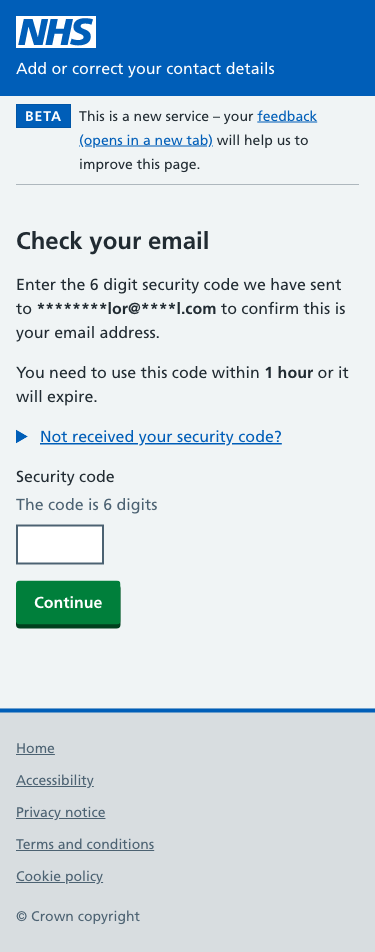 NHS
Add or correct your contact details
BETA
This is a new service – your feedback
(opens in a new tab) will help us to
improve this page.
Check your email
Enter the 6 digit security code we have sent
to ********lor@****l.com to confirm this is
your email address.
You need to use this code within 1 hour or it
will expire.
Not received your security code?
Security code
The code is 6 digits
Continue
Home
Accessibility
Privacy notice
Terms and conditions
Cookie policy
© Crown copyright